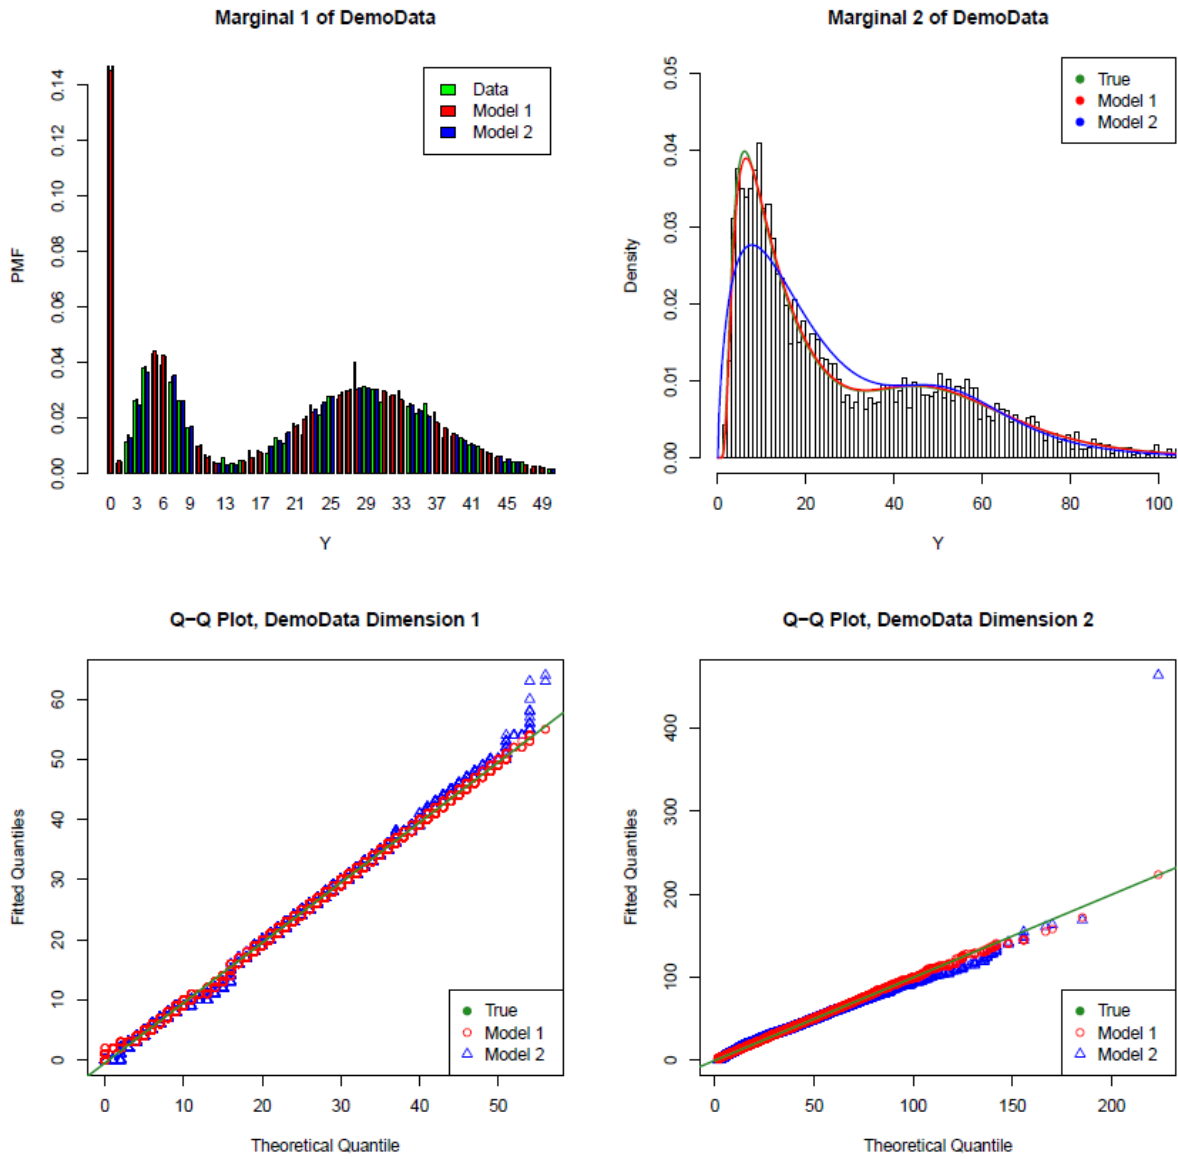 Marginal 1 of DemoData
PMF
0.14
0.12
0.10
0.08
0.06
0.04
0.02
0.00
Data
Model 1
Model 2
0 3 6 9 13 17 21 25 29 33 37 41 45 49
Y
Marginal 2 of DemoData
Density
0.05
0.04
0.03
0.02
0.01
0.00
True
Model 1
Model 2
0 20 40 60 80 100
Y
Q−Q Plot, DemoData Dimension 1
Fitted Quantiles
60
50
40
30
20
10
0
True
Model 1
Model 2
0 10 20 30 40 50
Theoretical Quantile
Q−Q Plot, DemoData Dimension 2
Fitted Quantiles
400
300
200
100
0
True
Model 1
Model 2
0 50 100 150 200
Theoretical Quantile